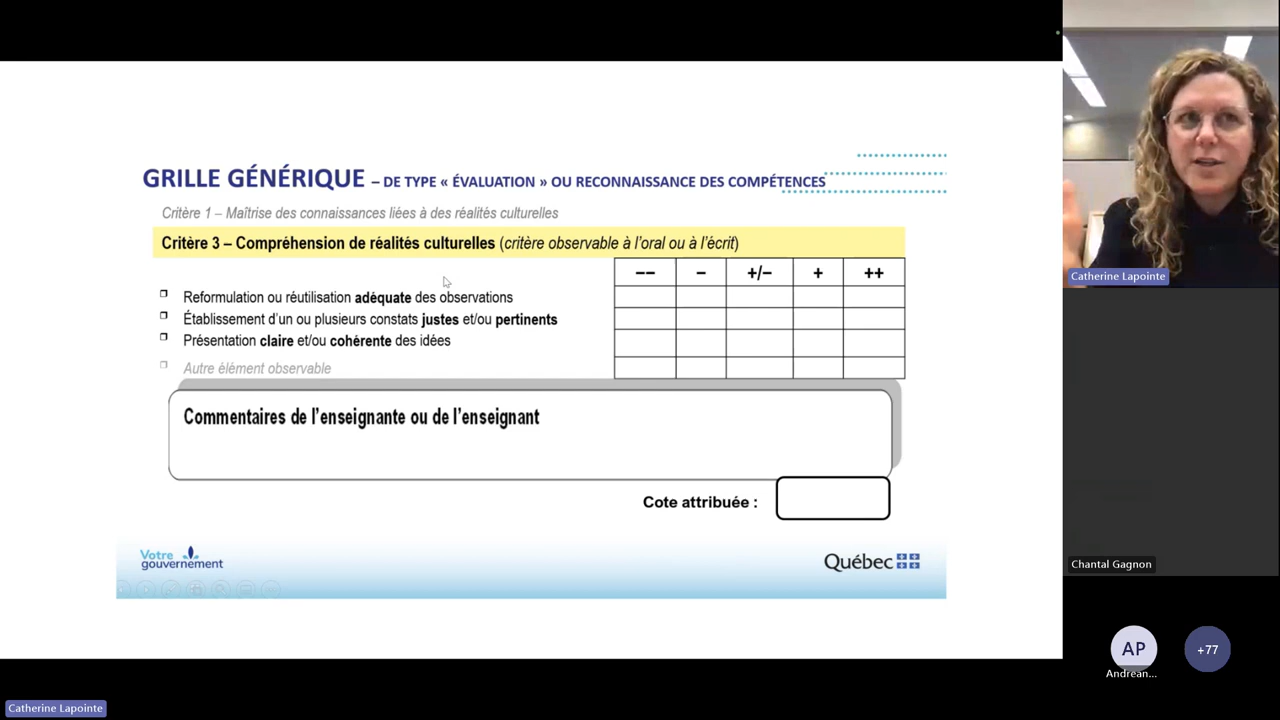 GRILLE GÉNÉRIQUE – DE TYPE « ÉVALUATION » OU RECONNAISSANCE DES COMPÉTENCES
Critère 1 – Maîtrise des connaissances liées à des réalités culturelles
Critère 3 – Compréhension de réalités culturelles (critère observable à l'oral ou à l'écrit)
–– – +/– + ++
Reformulation ou réutilisation adéquate des observations
Établissement d'un ou plusieurs constats justes et/ou pertinents
Présentation claire et/ou cohérente des idées
Autre élément observable
Commentaires de l'enseignante ou de l'enseignant
Cote attribuée :
Votre
gouvernement
Québec
Catherine Lapointe
Chantal Gagnon
AP
+77
Andréan...
Catherine Lapointe